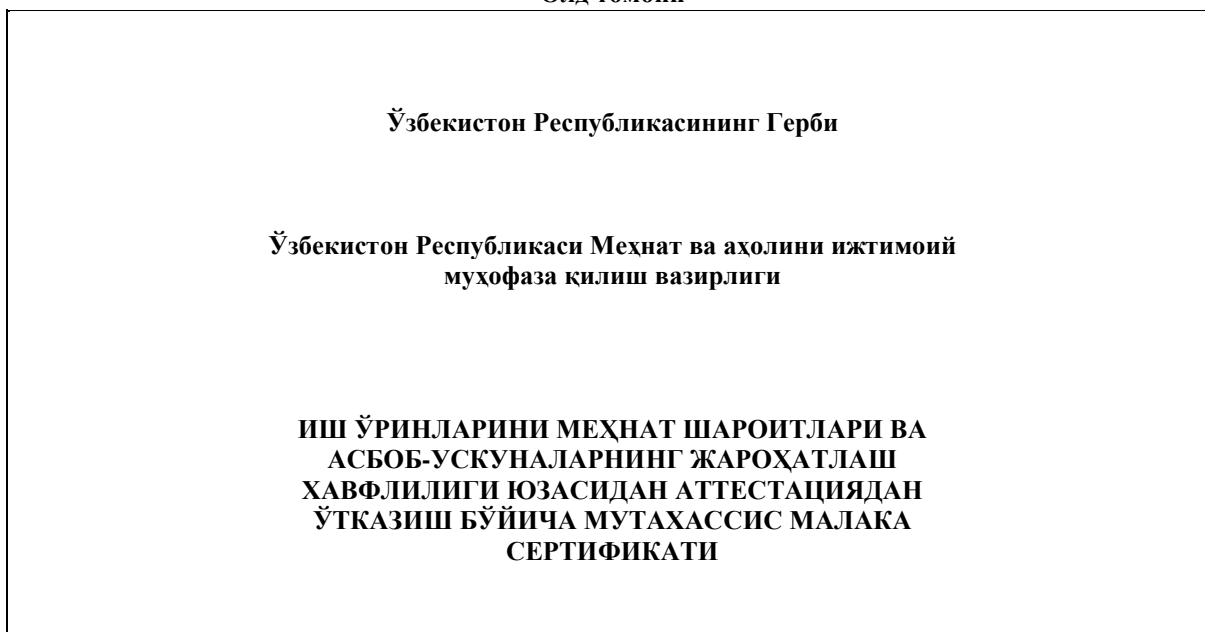 Ўзбекистон Республикасининг Герби
Ўзбекистон Республикаси Меҳнат ва аҳолини ижтимоий
муҳофаза қилиш вазирлиги
ИШ ЎРИНЛАРИНИ МЕҲНАТ ШАРОИТЛАРИ ВА
АСБОБ-УСКУНАЛАРНИНГ ЖАРОҲАТЛАШ
ХАВФЛИЛИГИ ЮЗАСИДАН АТТЕСТАЦИЯДАН
ЎТКАЗИШ БЎЙИЧА МУТАХАССИС МАЛАКА
СЕРТИФИКАТИ